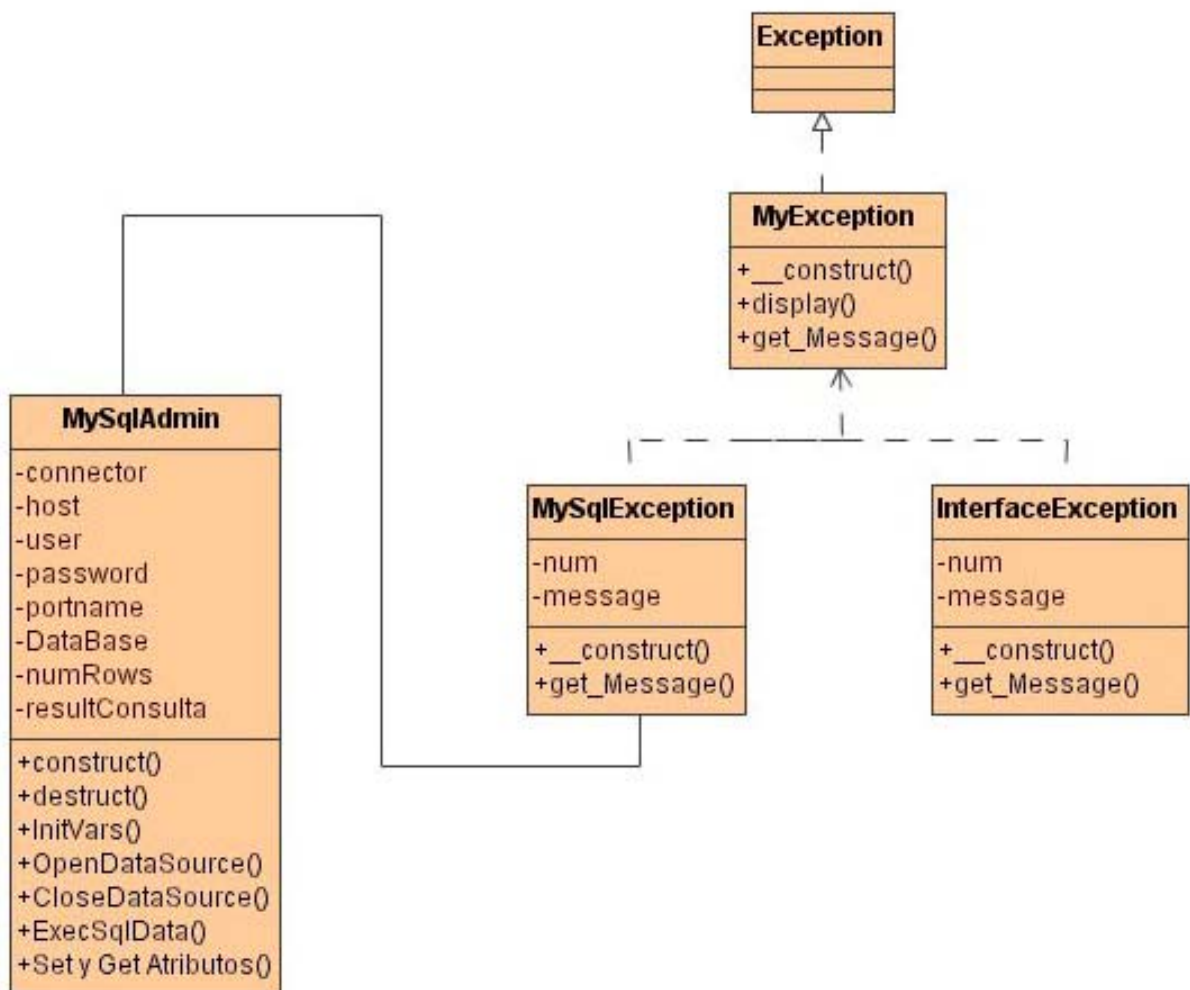 Exception
MyException
+__construct()
+display()
+get_Message()
MySqlAdmin
-connector
-host
-user
-password
-portname
-DataBase
-numRows
-resultConsulta
+construct()
+destruct()
+InitVars()
+OpenDataSource()
+CloseDataSource()
+ExecSqlData()
+Set y Get Atributos()
MySqlException
-num
-message
+__construct()
+get_Message()
InterfaceException
-num
-message
+__construct()
+get_Message()